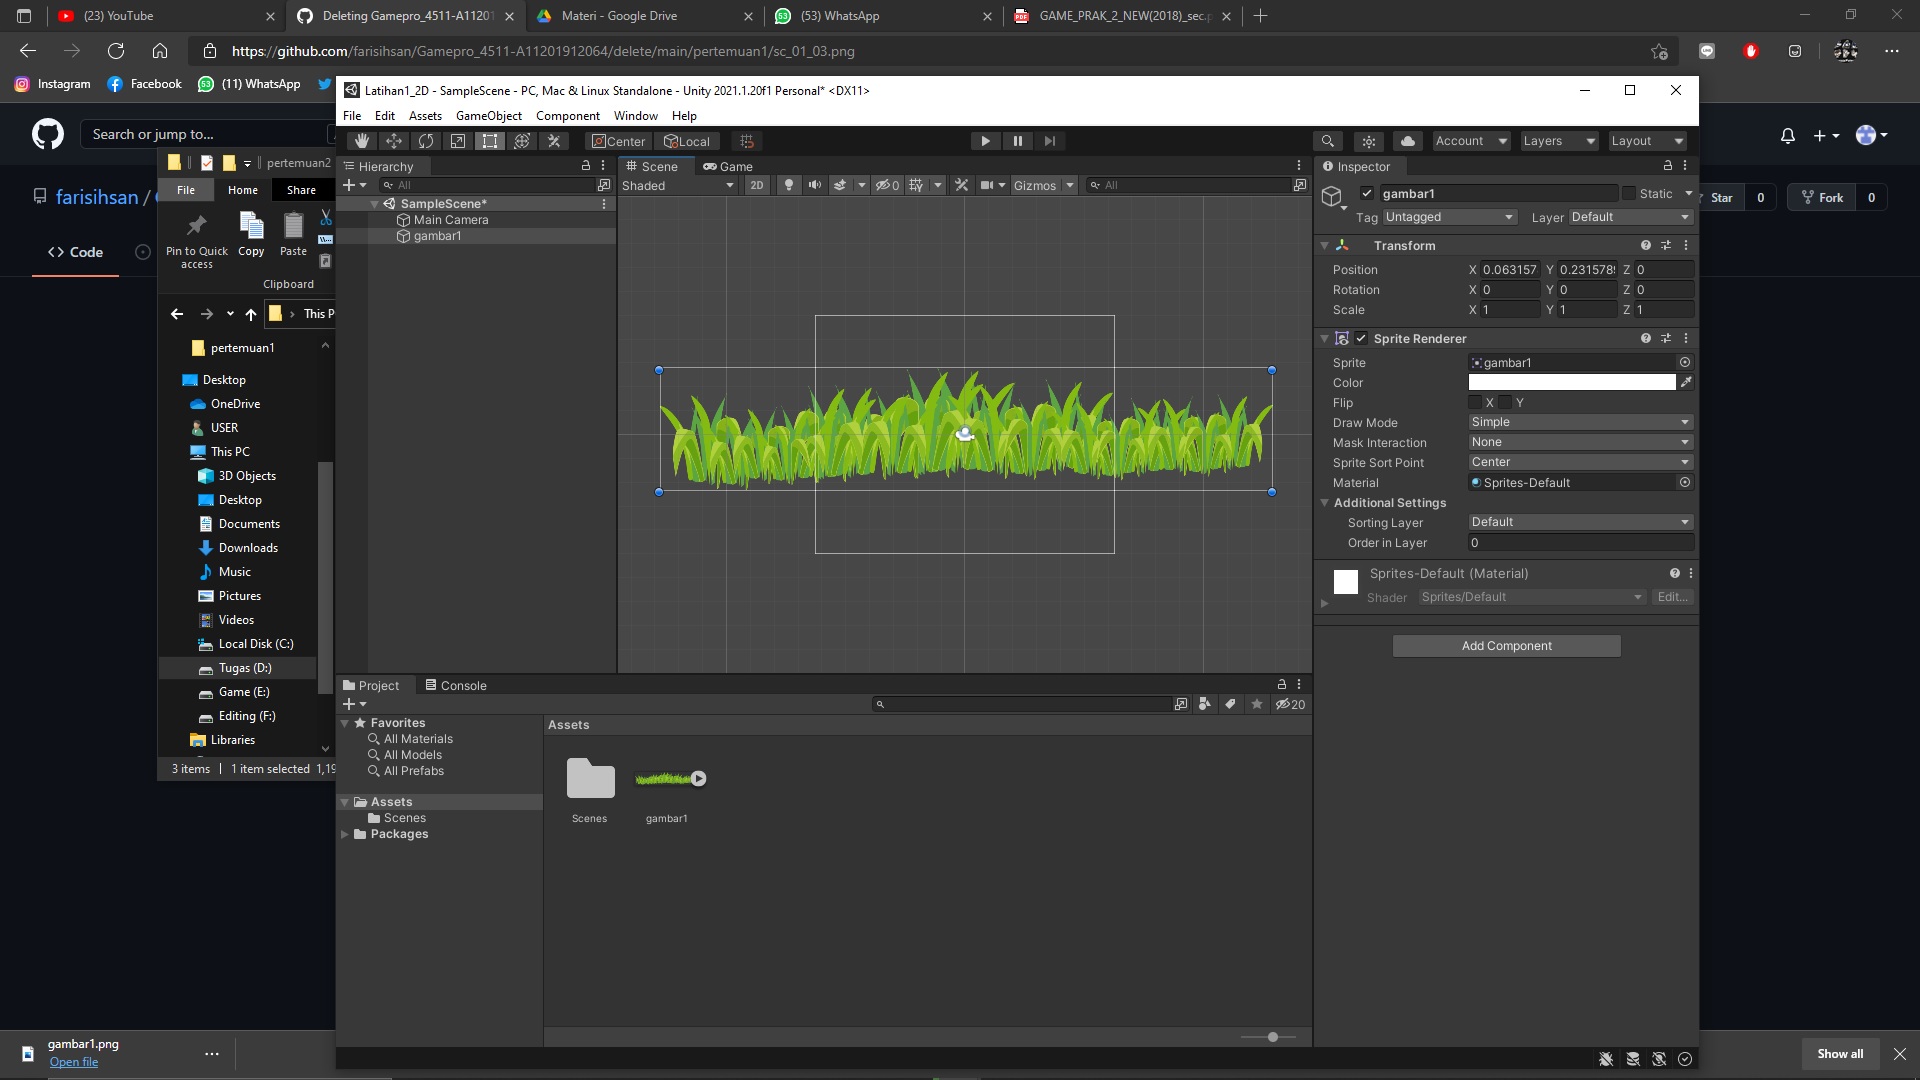 (23) YouTube
Deleting Gamepro_4511-A11201
Materi - Google Drive
(53) WhatsApp
GAME_PRAK_2_NEW(2018)_sec.p
https://github.com/farisihsan/Gamepro_4511-A11201912064/delete/main/pertemuan1/sc_01_03.png
Instagram
Facebook
(11) WhatsApp
Latihan1_2D - SampleScene - PC, Mac & Linux Standalone - Unity 2021.1.20f1 Personal* <DX11>
File Edit Assets GameObject Component Window Help
Search or jump to...
Center Local
Account Layers Layout
pertemuan2
Hierarchy
Scene Game
Inspector
File Home Share
All
Shaded 2D 0 Gizmos All
gambar1 Static
farisihsan /
Star 0 Fork 0
SampleScene*
Main Camera
gambar1
Tag Untagged Layer Default
Code
Pin to Quick access
Copy
Paste
Clipboard
Transform
Position X 0.063157 Y 0.231578 Z 0
Rotation X 0 Y 0 Z 0
Scale X 1 Y 1 Z 1
This P
pertemuan1
Desktop
OneDrive
USER
This PC
3D Objects
Desktop
Documents
Downloads
Music
Pictures
Videos
Local Disk (C:)
Tugas (D:)
Game (E:)
Editing (F:)
Libraries
3 items 1 item selected 1,19
Sprite Renderer
Sprite gambar1
Color
Flip X Y
Draw Mode Simple
Mask Interaction None
Sprite Sort Point Center
Material Sprites-Default
Additional Settings
Sorting Layer Default
Order in Layer 0
Sprites-Default (Material)
Shader Sprites/Default Edit...
Add Component
Project Console
20
Favorites
All Materials
All Models
All Prefabs
Assets
Scenes
Packages
Assets
Scenes
gambar1
gambar1.png
Open file
Show all